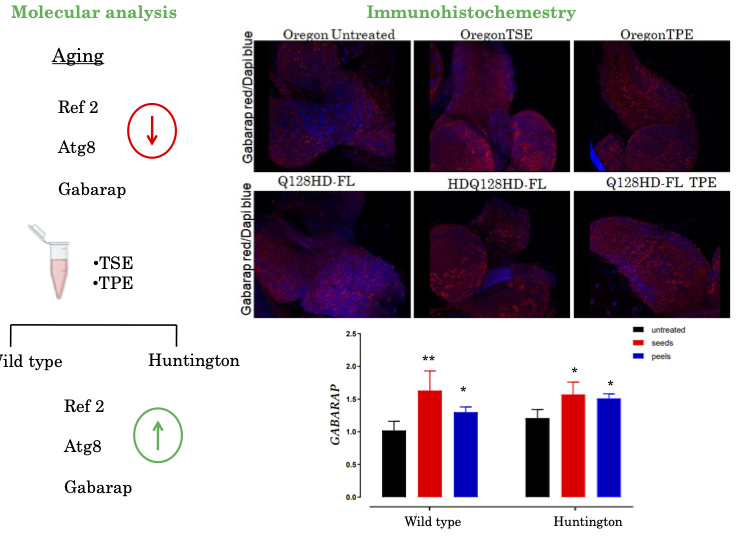 Molecular analysis
Aging
Ref 2
Atg8
Gabarap
•TSE
•TPE
ild type
Huntington
Ref 2
Atg8
Gabarap
Immunohistochemestry
Oregon Untreated
OregonTSE
OregonTPE
Gabarap red/Dapi blue
Q128HD-FL
HDQ128HD-FL
Q128HD-FL TPE
Gabarap red/Dapi blue
untreated
seeds
peels
GABARAP
2.5
2.0
1.5
1.0
0.5
0.0
**
*
*
*
Wild type
Huntington